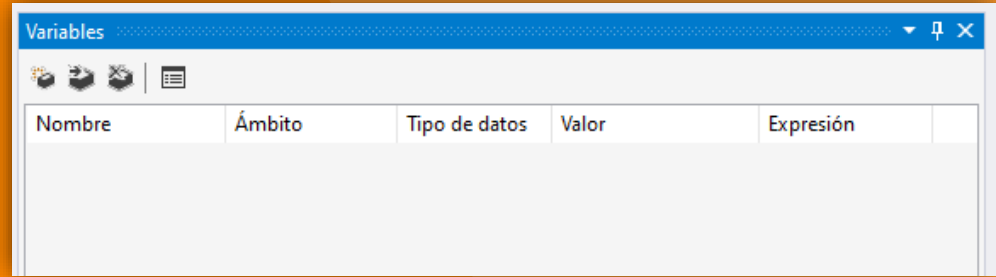 Variables
Nombre Ámbito Tipo de datos Valor Expresión